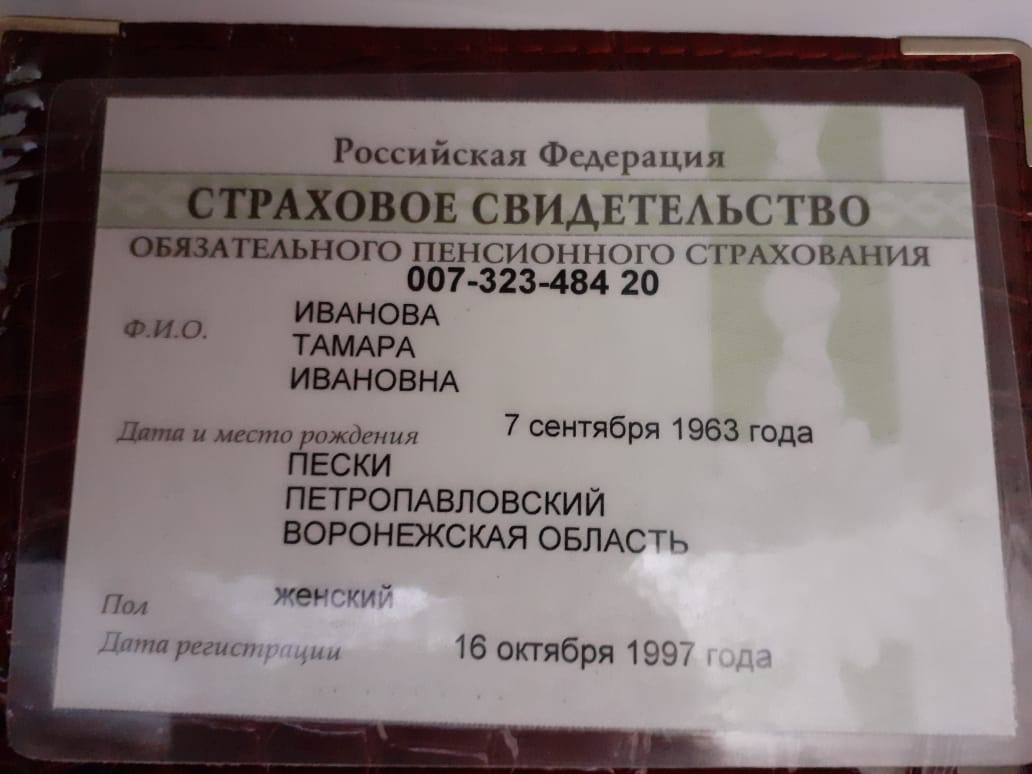 Российская Федерация
СТРАХОВОЕ СВИДЕТЕЛЬСТВО
ОБЯЗАТЕЛЬНОГО ПЕНСИОННОГО СТРАХОВАНИЯ
007-323-484 20
Ф.И.О. ИВАНОВА
ТАМАРА
ИВАНОВНА
Дата и место рождения 7 сентября 1963 года
ПЕСКИ
ПЕТРОПАВЛОВСКИЙ
ВОРОНЕЖСКАЯ ОБЛАСТЬ
Пол женский
Дата регистрации 16 октября 1997 года